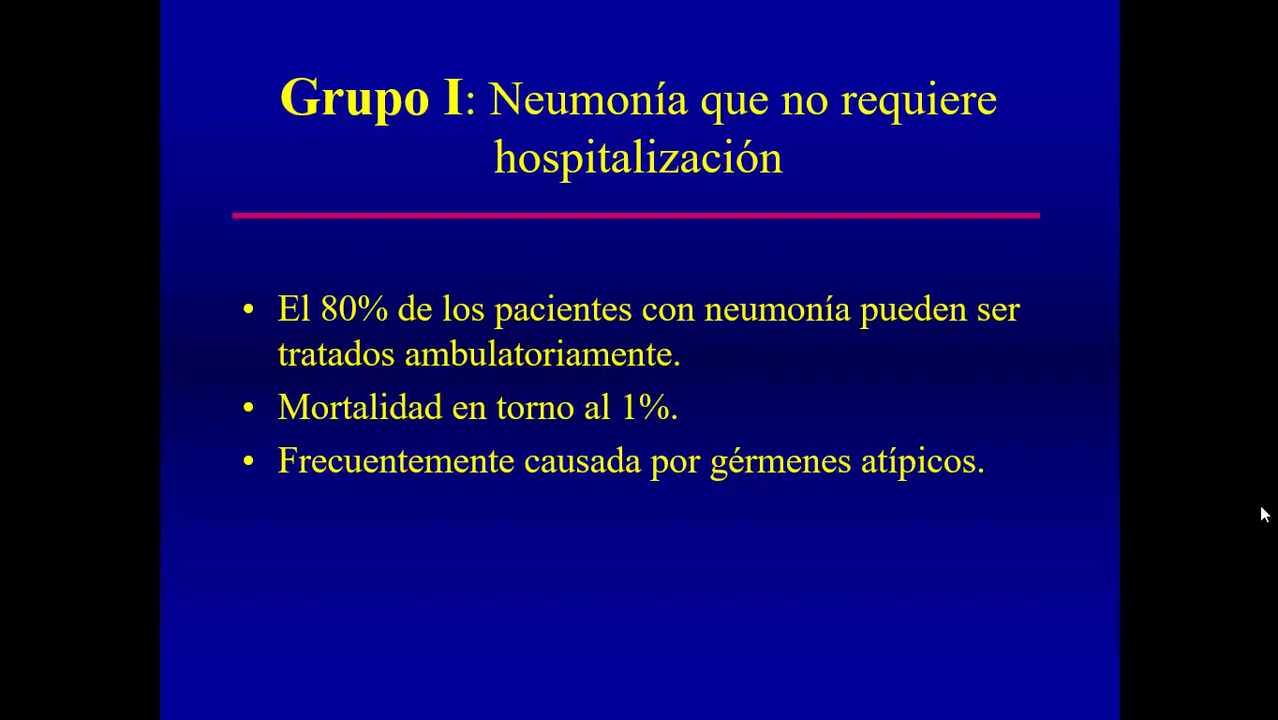 Grupo I: Neumonía que no requiere
hospitalización
• El 80% de los pacientes con neumonía pueden ser
tratados ambulatoriamente.
• Mortalidad en torno al 1%.
• Frecuentemente causada por gérmenes atípicos.